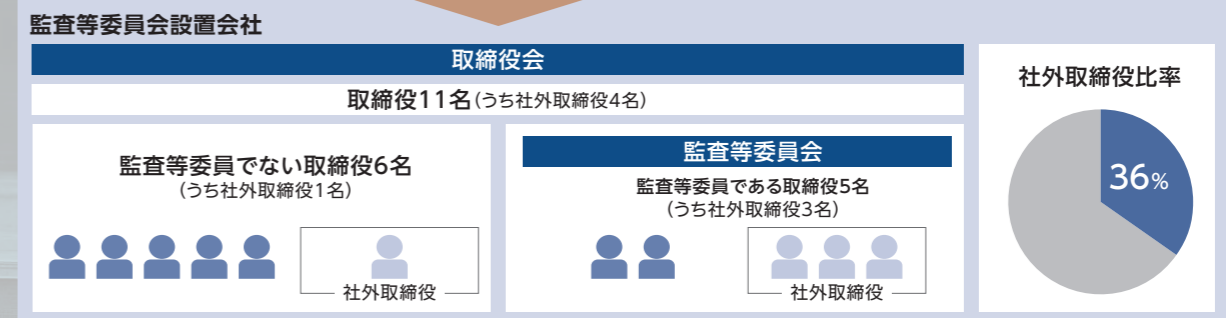 監査等委員会設置会社
取締役会
取締役11名(うち社外取締役4名)
監査等委員でない取締役6名
(うち社外取締役1名)
社外取締役
監査等委員会
監査等委員である取締役5名
(うち社外取締役3名)
社外取締役
社外取締役比率
36%